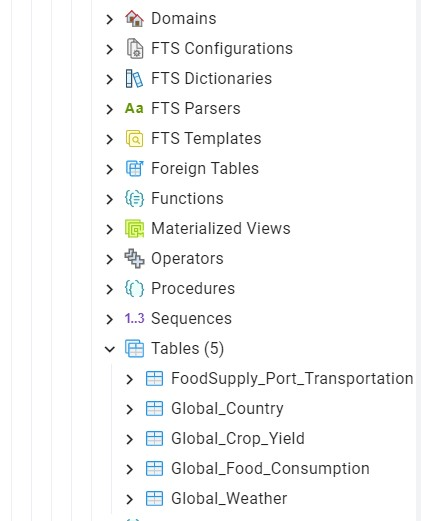 Domains
FTS Configurations
FTS Dictionaries
Aa FTS Parsers
FTS Templates
Foreign Tables
Functions
Materialized Views
Operators
Procedures
1..3 Sequences
Tables (5)
FoodSupply_Port_Transportation
Global_Country
Global_Crop_Yield
Global_Food_Consumption
Global_Weather